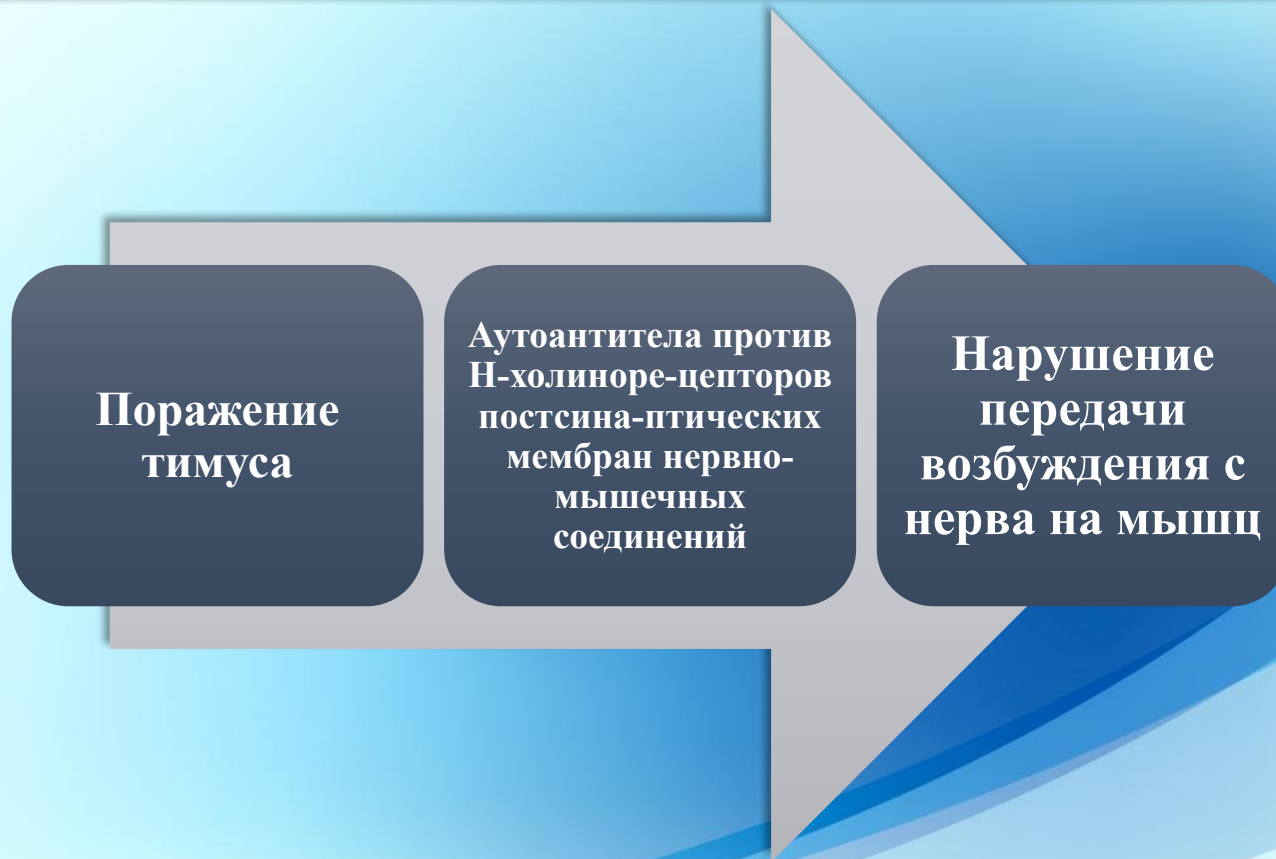 Поражение
тимуса
Аутоантитела против
Н-холиноре-цепторов
постсина-птических
мембран нервно-
мышечных
соединений
Нарушение
передачи
возбуждения с
нерва на мышц